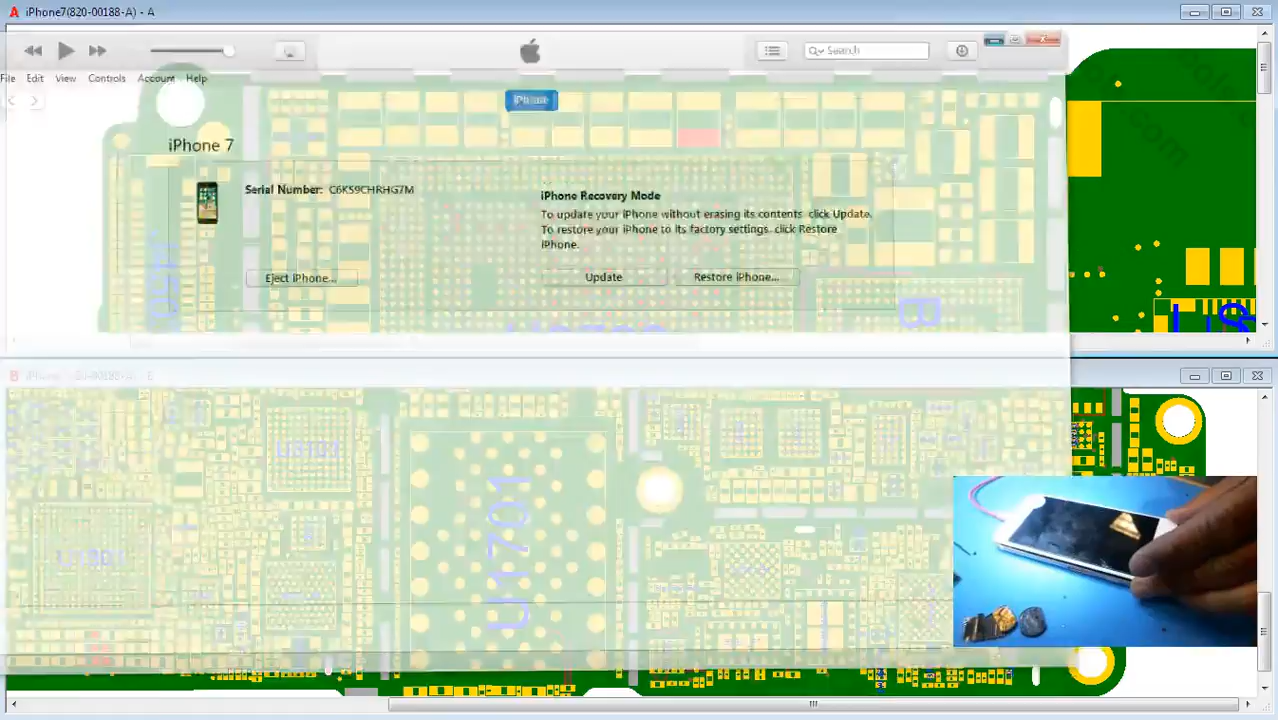 iPhone7(820-00188-A) - A
Search
File Edit View Controls Account Help
iPhone
iPhone 7
Serial Number: C6KS9CHRHG7M
iPhone Recovery Mode
To update your iPhone without erasing its contents, click Update.
To restore your iPhone to its factory settings, click Restore
iPhone.
Eject iPhone...
Update
Restore iPhone...
U3101
U1701